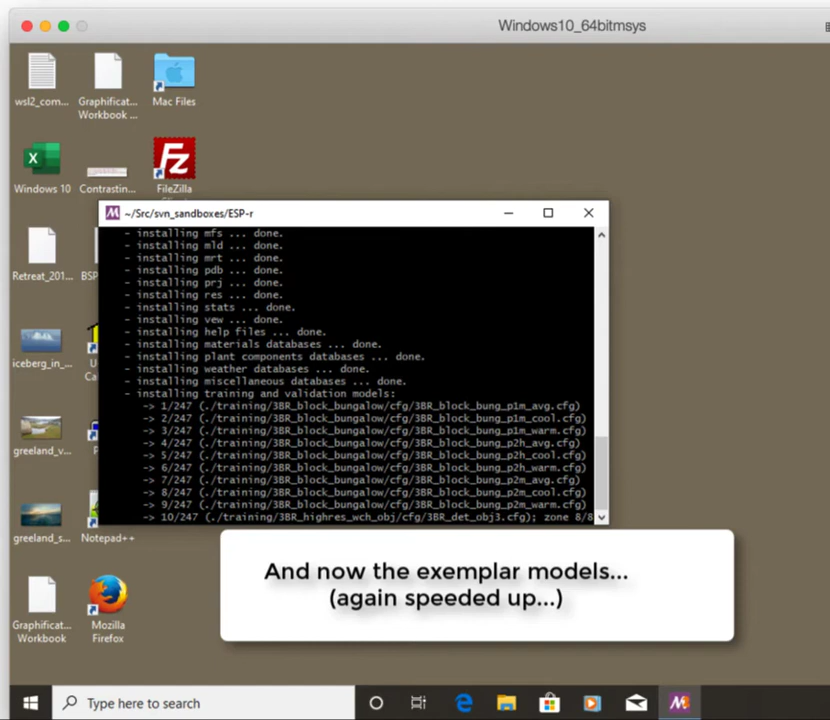 Windows10_64bitmsys
wsl2_com...
Graphificat...
Workbook ...
Mac Files
Windows 10
Contrastin...
FileZilla
Retreat_201...
BSP
iceberg_in_...
U
Ca
greeland_v...
P
greeland_s...
Notepad++
Graphificat...
Workbook
Mozilla
Firefox
~/Src/svn_sandboxes/ESP-r
- installing mfs ... done.
- installing mld ... done.
- installing mrt ... done.
- installing pdb ... done.
- installing prj ... done.
- installing res ... done.
- installing stats ... done.
- installing vew ... done.
- installing help files ... done.
- installing materials databases ... done.
- installing plant components databases ... done.
- installing weather databases ... done.
- installing miscellaneous databases ... done.
- installing training and validation models:
-> 1/247 (./training/3BR_block_bungalow/cfg/3BR_block_bung_p1m_avg.cfg)
-> 2/247 (./training/3BR_block_bungalow/cfg/3BR_block_bung_p1m_cool.cfg)
-> 3/247 (./training/3BR_block_bungalow/cfg/3BR_block_bung_p1m_warm.cfg)
-> 4/247 (./training/3BR_block_bungalow/cfg/3BR_block_bung_p2h_avg.cfg)
-> 5/247 (./training/3BR_block_bungalow/cfg/3BR_block_bung_p2h_cool.cfg)
-> 6/247 (./training/3BR_block_bungalow/cfg/3BR_block_bung_p2h_warm.cfg)
-> 7/247 (./training/3BR_block_bungalow/cfg/3BR_block_bung_p2m_avg.cfg)
-> 8/247 (./training/3BR_block_bungalow/cfg/3BR_block_bung_p2m_cool.cfg)
-> 9/247 (./training/3BR_block_bungalow/cfg/3BR_block_bung_p2m_warm.cfg)
-> 10/247 (./training/3BR_highres_wch_obj/cfg/3BR_det_obj3.cfg); zone 8/8
And now the exemplar models...
(again speeded up...)
Type here to search